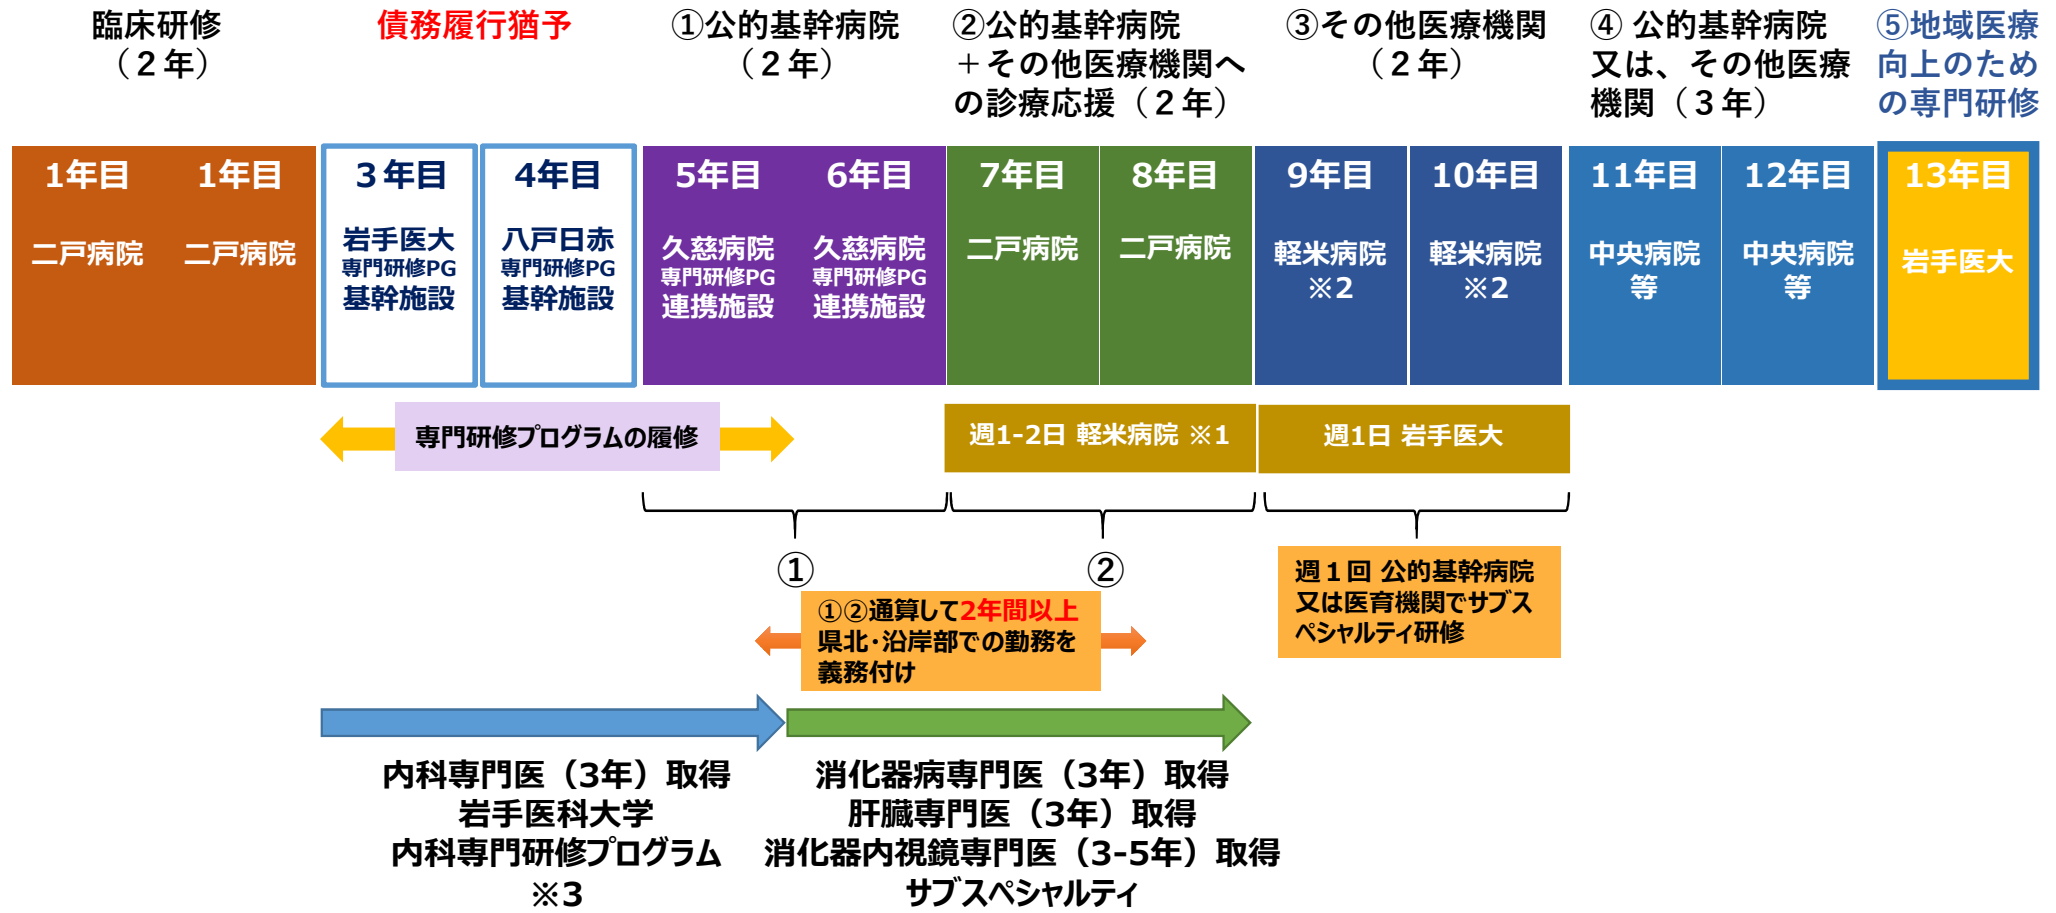 臨床研修
（２年）
債務履行猶予
①公的基幹病院
（２年）
②公的基幹病院
＋その他医療機関へ
の診療応援（２年）
③その他医療機関
（２年）
④ 公的基幹病院
又は、その他医療
機関（３年）
⑤地域医療
向上のため
の専門研修
1年目
二戸病院
1年目
二戸病院
３年目
岩手医大
専門研修PG
基幹施設
4年目
八戸日赤
専門研修PG
基幹施設
5年目
久慈病院
専門研修PG
連携施設
6年目
久慈病院
専門研修PG
連携施設
7年目
二戸病院
8年目
二戸病院
9年目
軽米病院
※2
10年目
軽米病院
※2
11年目
中央病院
等
12年目
中央病院
等
13年目
岩手医大
専門研修プログラムの履修
週1-2日 軽米病院 ※1
週1日 岩手医大
①
②
①②通算して2年間以上
県北･沿岸部での勤務を
義務付け
週１回 公的基幹病院
又は医育機関でサブス
ペシャルティ研修
内科専門医（3年）取得
岩手医科大学
内科専門研修プログラム
※3
消化器病専門医（3年）取得
肝臓専門医（3年）取得
消化器内視鏡専門医（3-5年）取得
サブスペシャルティ